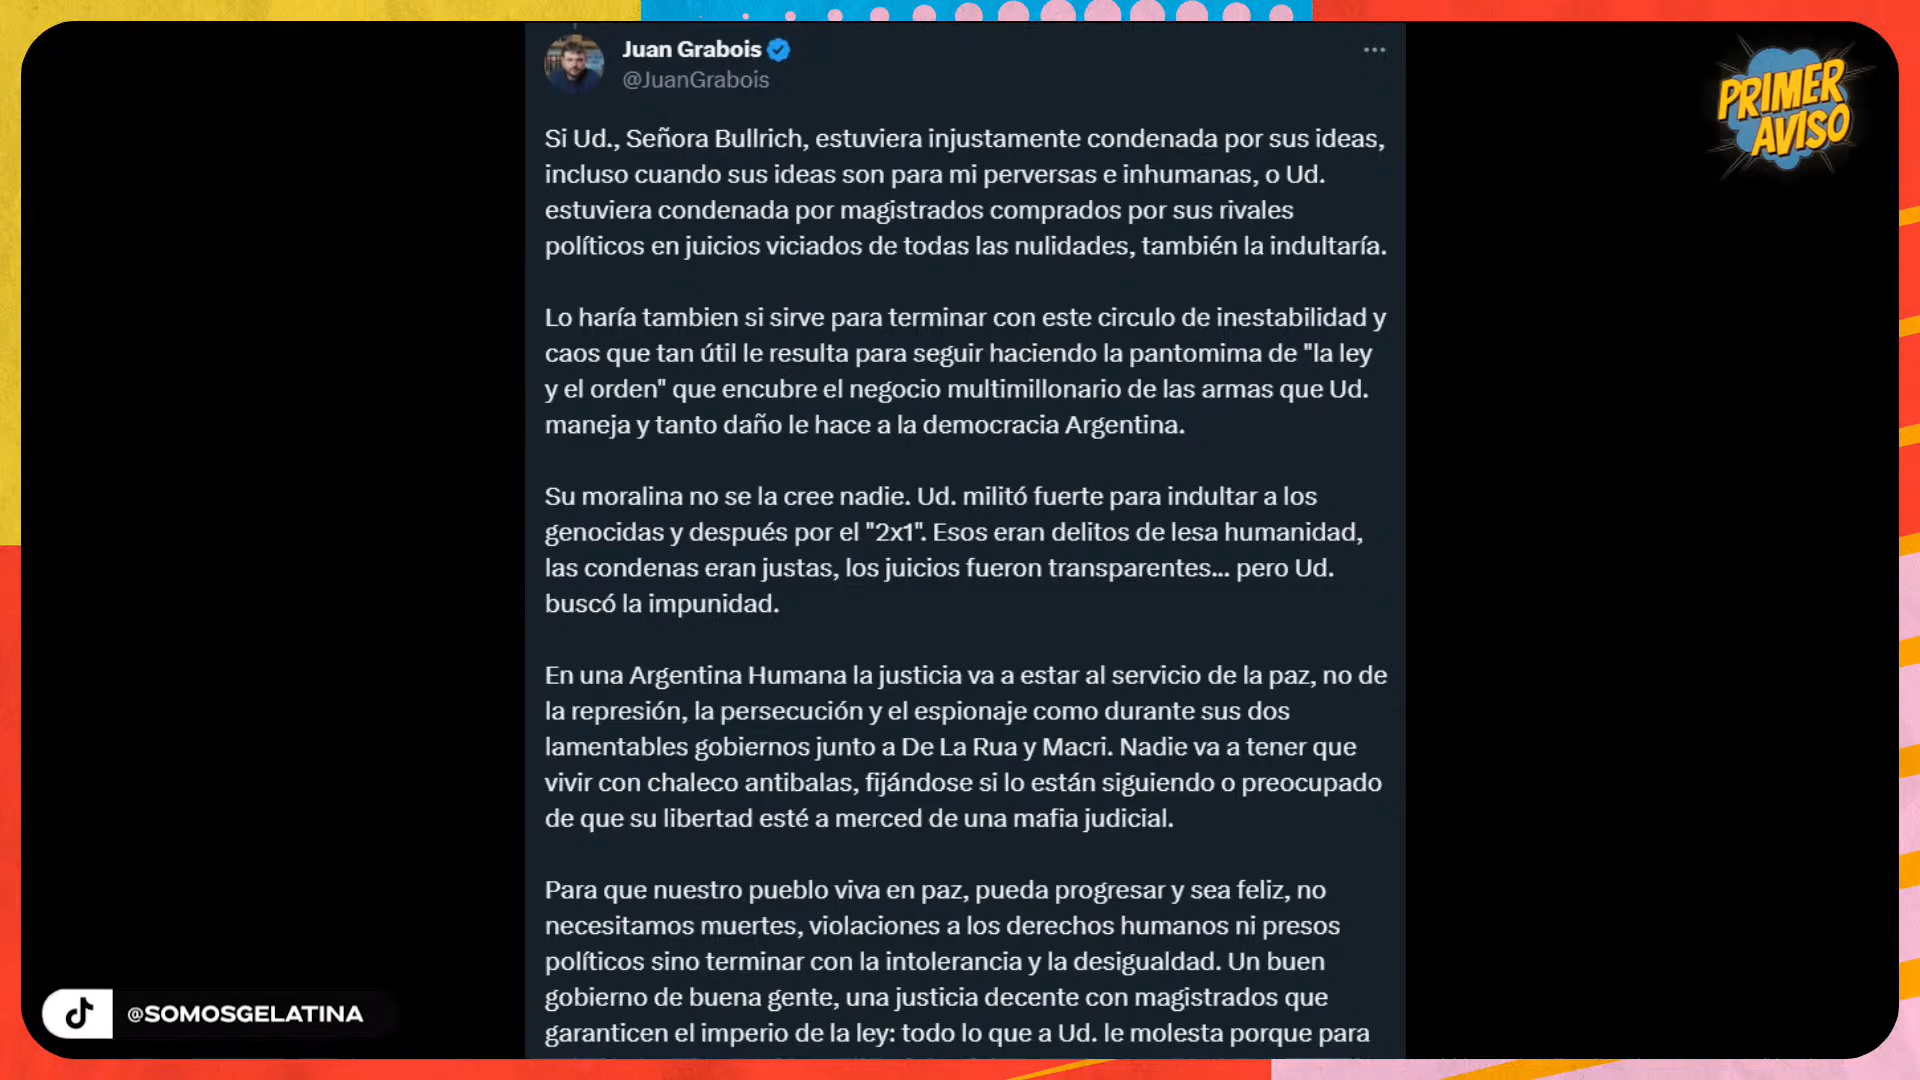 Juan Grabois
@JuanGrabois
PRIMER
AVISO
Si Ud., Señora Bullrich, estuviera injustamente condenada por sus ideas,
incluso cuando sus ideas son para mi perversas e inhumanas, o Ud.
estuviera condenada por magistrados comprados por sus rivales
políticos en juicios viciados de todas las nulidades, también la indultaría.
Lo haría tambien si sirve para terminar con este circulo de inestabilidad y
caos que tan útil le resulta para seguir haciendo la pantomima de "la ley
y el orden" que encubre el negocio multimillonario de las armas que Ud.
maneja y tanto daño le hace a la democracia Argentina.
Su moralina no se la cree nadie. Ud. militó fuerte para indultar a los
genocidas y después por el "2x1". Esos eran delitos de lesa humanidad,
las condenas eran justas, los juicios fueron transparentes... pero Ud.
buscó la impunidad.
En una Argentina Humana la justicia va a estar al servicio de la paz, no de
la represión, la persecución y el espionaje como durante sus dos
lamentables gobiernos junto a De La Rua y Macri. Nadie va a tener que
vivir con chaleco antibalas, fijándose si lo están siguiendo o preocupado
de que su libertad esté a merced de una mafia judicial.
Para que nuestro pueblo viva en paz, pueda progresar y sea feliz, no
necesitamos muertes, violaciones a los derechos humanos ni presos
políticos sino terminar con la intolerancia y la desigualdad. Un buen
gobierno de buena gente, una justicia decente con magistrados que
garanticen el imperio de la ley: todo lo que a Ud. le molesta porque para
@SOMOSGELATINA